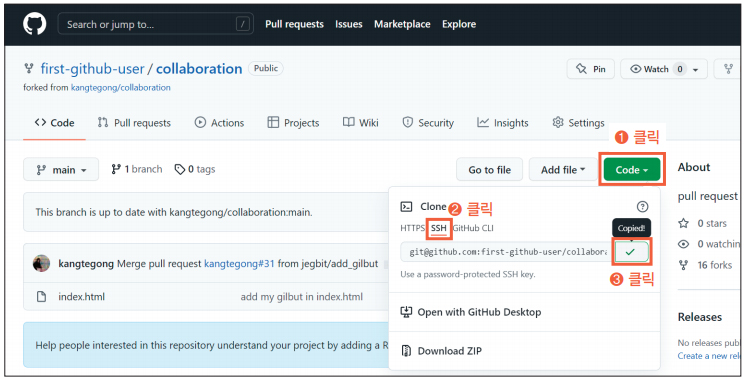 Search or jump to... / Pull requests Issues Marketplace Explore
first-github-user / collaboration Public Pin Watch 0
forked from kangtegong/collaboration
Code Pull requests Actions Projects Wiki Security Insights Settings
1 클릭
main 1 branch 0 tags Go to file Add file Code About
pull request
This branch is up to date with kangtegong/collaboration:main.
Clone 2 클릭
HTTPS SSH GitHub CLI Copied!
0 stars
git@github.com:first-github-user/collabora
0 watchin
kangtegong Merge pull request kangtegong#31 from jegbit/add_gilbut
Use a password-protected SSH key. 3 클릭
16 forks
index.html add my gilbut in index.html
Open with GitHub Desktop
Releases
Help people interested in this repository understand your project by adding a R
Download ZIP
No releases publ
Create a new rel